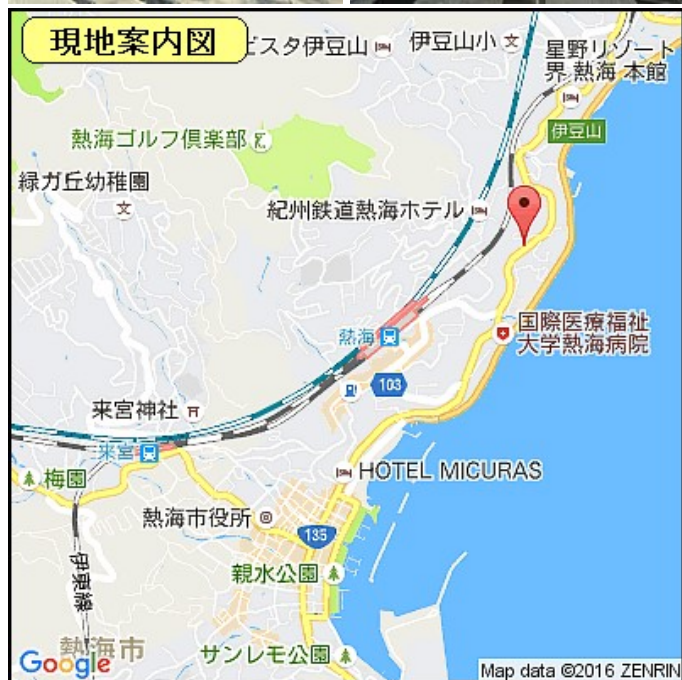 現地案内図
ビスタ伊豆山
伊豆山小
星野リゾート
界 熱海 本館
熱海ゴルフ倶楽部
伊豆山
緑ガ丘幼稚園
紀州鉄道熱海ホテル
国際医療福祉
大学熱海病院
熱海
103
来宮神社
来宮
梅園
HOTEL MICURAS
熱海市役所
135
伊東線
親水公園
熱海市
サンレモ公園
Google
Map data ©2016 ZENRIN